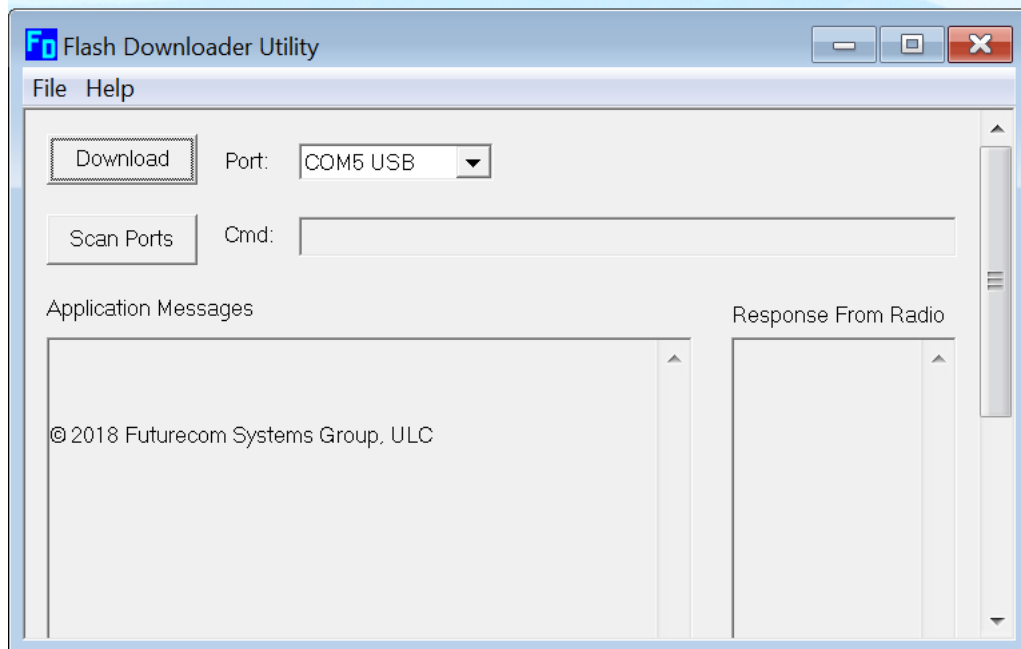 FD Flash Downloader Utility
File Help
Download Port: COM5 USB
Scan Ports Cmd:
Application Messages
Response From Radio
© 2018 Futurecom Systems Group, ULC